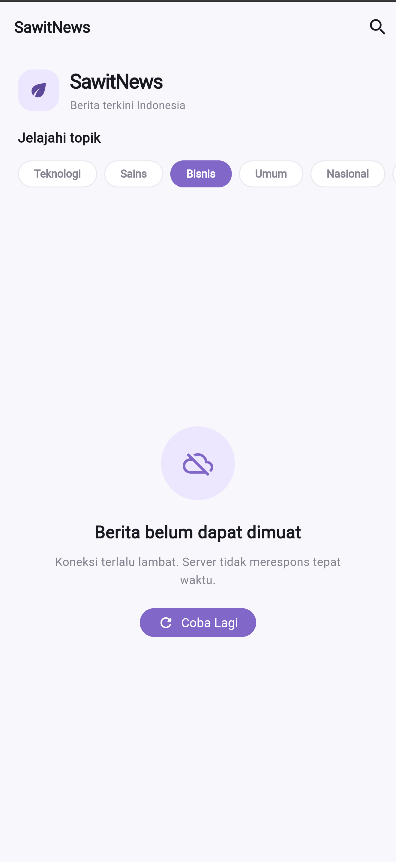 SawitNews
SawitNews
Berita terkini Indonesia
Jelajahi topik
Teknologi
Sains
Bisnis
Umum
Nasional
Berita belum dapat dimuat
Koneksi terlalu lambat. Server tidak merespons tepat
waktu.
Coba Lagi